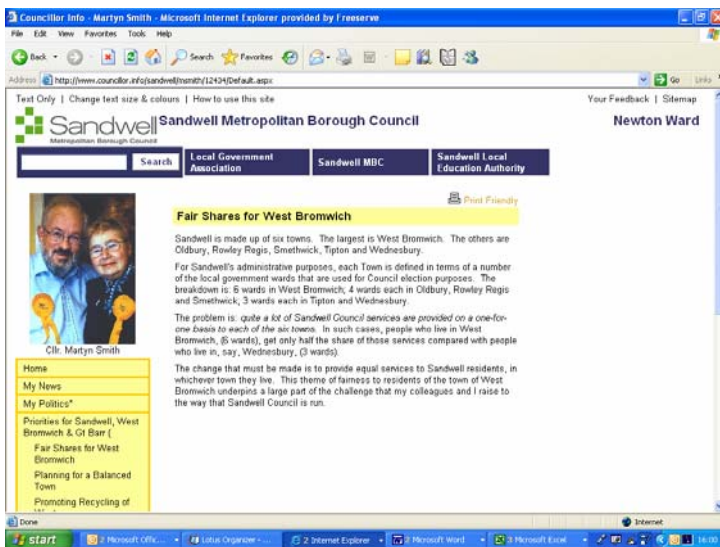 Councillor Info - Martyn Smith - Microsoft Internet Explorer provided by Freeserve
File Edit View Favorites Tools Help
Back Search Favorites
Address http://www.councillor.info/sandwell/msmith/12434/Default.aspx Go Links
Text Only | Change text size & colours | How to use this site Your Feedback | Sitemap
Sandwell Sandwell Metropolitan Borough Council Newton Ward
Metropolitan Borough Council
Search Local Government Association Sandwell MBC Sandwell Local Education Authority
Print Friendly
Fair Shares for West Bromwich
Sandwell is made up of six towns. The largest is West Bromwich. The others are
Oldbury, Rowley Regis, Smethwick, Tipton and Wednesbury.
For Sandwell's administrative purposes, each Town is defined in terms of a number
of the local government wards that are used for Council election purposes. The
breakdown is: 6 wards in West Bromwich; 4 wards each in Oldbury, Rowley Regis
and Smethwick; 3 wards each in Tipton and Wednesbury.
The problem is: quite a lot of Sandwell Council services are provided on a one-for-
one basis to each of the six towns. In such cases, people who live in West
Bromwich, (6 wards), get only half the share of those services compared with people
who live in, say, Wednesbury, (3 wards).
The change that must be made is to provide equal services to Sandwell residents, in
whichever town they live. This theme of fairness to residents of the town of West
Bromwich underpins a large part of the challenge that my colleagues and I raise to
the way that Sandwell Council is run.
Cllr. Martyn Smith
Home
My News
My Politics*
Priorities for Sandwell, West
Bromwich & Gt Barr (
Fair Shares for West
Bromwich
Planning for a Balanced
Town
Promoting Recycling of
Done Internet
start 2 Microsoft Offic... Lotus Organizer - ... 2 Internet Explorer 2 Microsoft Word 3 Microsoft Excel 16:00